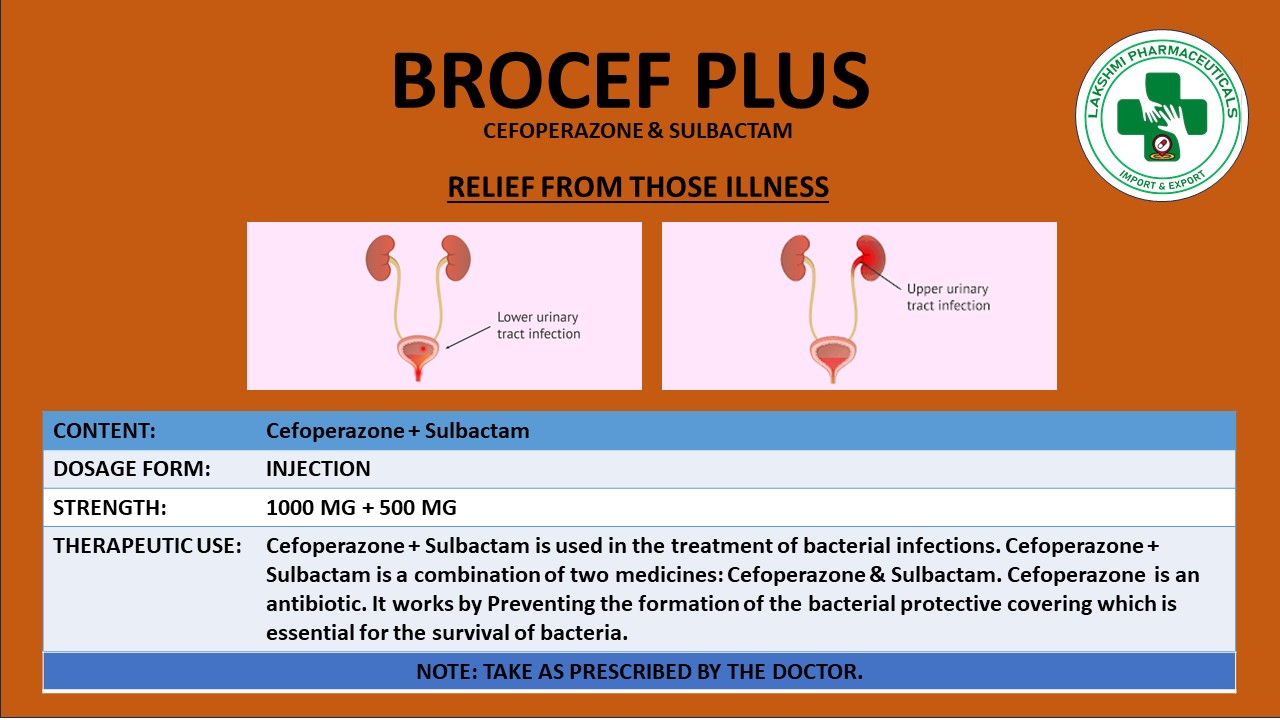 BROCEF PLUS
CEFOPERAZONE & SULBACTAM
LAKSHMI PHARMACEUTICALS
IMPORT & EXPORT
RELIEF FROM THOSE ILLNESS
Lower urinary
tract infection
Upper urinary
tract infection
CONTENT: Cefoperazone + Sulbactam
DOSAGE FORM: INJECTION
STRENGTH: 1000 MG + 500 MG
THERAPEUTIC USE: Cefoperazone + Sulbactam is used in the treatment of bacterial infections. Cefoperazone +
Sulbactam is a combination of two medicines: Cefoperazone & Sulbactam. Cefoperazone is an
antibiotic. It works by Preventing the formation of the bacterial protective covering which is
essential for the survival of bacteria.
NOTE: TAKE AS PRESCRIBED BY THE DOCTOR.